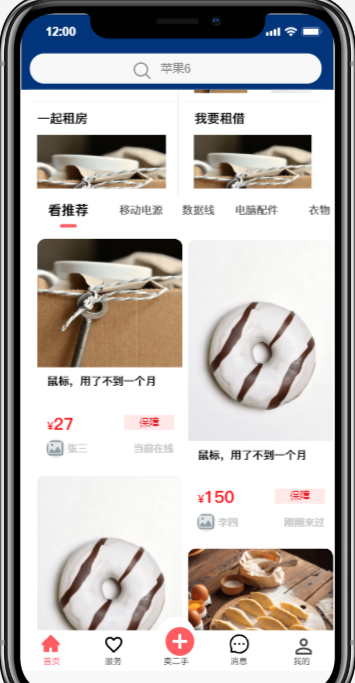 12:00
苹果6
一起租房
我要租借
看推荐 移动电源 数据线 电脑配件 衣物
鼠标，用了不到一个月
¥27 保障
张三 当前在线
鼠标，用了不到一个月
¥150 保障
李四 刚刚来过
首页 服务 卖二手 消息 我的